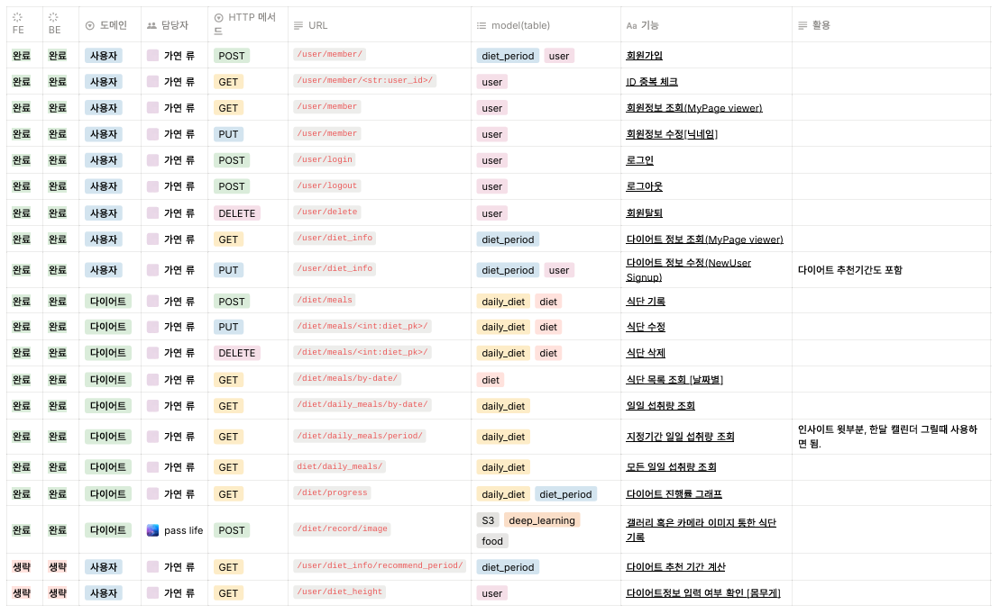 FE BE 도메인 담당자 HTTP 메서드 URL model(table) Aa 기능 활용
완료 완료 사용자 가연 류 POST /user/member/ diet_period user 회원가입
완료 완료 사용자 가연 류 GET /user/member/<str:user_id>/ user ID 중복 체크
완료 완료 사용자 가연 류 GET /user/member user 회원정보 조회(MyPage viewer)
완료 완료 사용자 가연 류 PUT /user/member user 회원정보 수정[닉네임]
완료 완료 사용자 가연 류 POST /user/login user 로그인
완료 완료 사용자 가연 류 POST /user/logout user 로그아웃
완료 완료 사용자 가연 류 DELETE /user/delete user 회원탈퇴
완료 완료 사용자 가연 류 GET /user/diet_info diet_period 다이어트 정보 조회(MyPage viewer)
완료 완료 사용자 가연 류 PUT /user/diet_info diet_period user 다이어트 정보 수정(NewUser
Signup) 다이어트 추천기간도 포함
완료 완료 다이어트 가연 류 POST /diet/meals daily_diet diet 식단 기록
완료 완료 다이어트 가연 류 PUT /diet/meals/<int:diet_pk>/ daily_diet diet 식단 수정
완료 완료 다이어트 가연 류 DELETE /diet/meals/<int:diet_pk>/ daily_diet diet 식단 삭제
완료 완료 다이어트 가연 류 GET /diet/meals/by-date/ diet 식단 목록 조회 [날짜별]
완료 완료 다이어트 가연 류 GET /diet/daily_meals/by-date/ daily_diet 일일 섭취량 조회
완료 완료 다이어트 가연 류 GET /diet/daily_meals/period/ daily_diet 지정기간 일일 섭취량 조회 인사이트 윗부분, 한달 캘린더 그릴때 사용하
면 됨.
완료 완료 다이어트 가연 류 GET diet/daily_meals/ daily_diet 모든 일일 섭취량 조회
완료 완료 다이어트 가연 류 GET /diet/progress daily_diet diet_period 다이어트 진행률 그래프
완료 완료 다이어트 pass life POST /diet/record/image S3 deep_learning
food 갤러리 혹은 카메라 이미지 통한 식단
기록
생략 생략 사용자 가연 류 GET /user/diet_info/recommend_period/ diet_period 다이어트 추천 기간 계산
생략 생략 사용자 가연 류 GET /user/diet_height user 다이어트정보 입력 여부 확인 [몸무게]